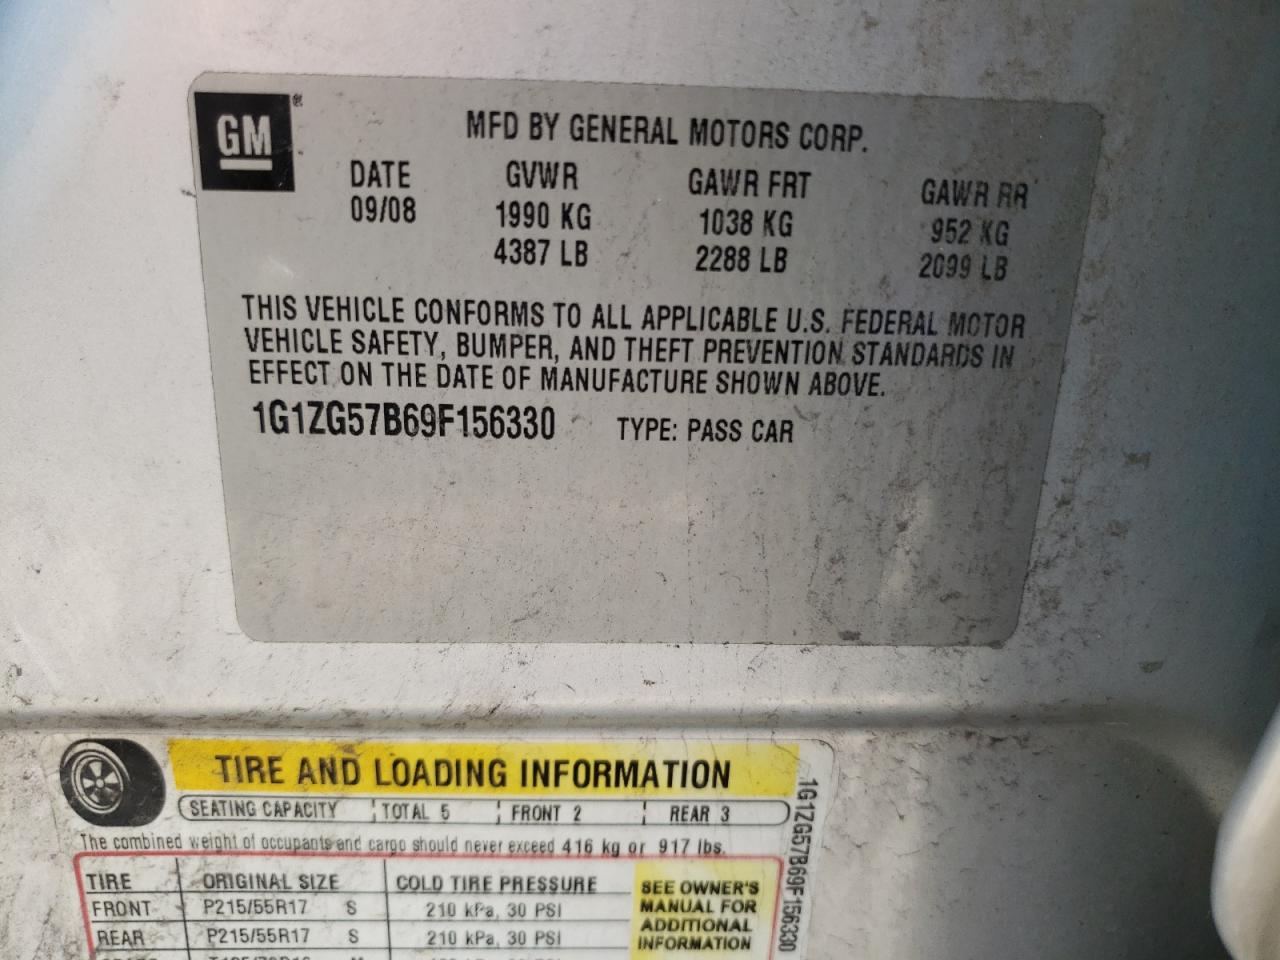 GM ®
MFD BY GENERAL MOTORS CORP.
DATE GVWR GAWR FRT GAWR RR
09/08 1990 KG 1038 KG 952 KG
4387 LB 2288 LB 2099 LB
THIS VEHICLE CONFORMS TO ALL APPLICABLE U.S. FEDERAL MOTOR
VEHICLE SAFETY, BUMPER, AND THEFT PREVENTION STANDARDS IN
EFFECT ON THE DATE OF MANUFACTURE SHOWN ABOVE.
1G1ZG57B69F156330 TYPE: PASS CAR
TIRE AND LOADING INFORMATION
SEATING CAPACITY TOTAL 5 FRONT 2 REAR 3
The combined weight of occupants and cargo should never exceed 416 kg or 917 lbs.
TIRE ORIGINAL SIZE COLD TIRE PRESSURE
FRONT P215/55R17 S 210 kPa, 30 PSI
REAR P215/55R17 S 210 kPa, 30 PSI
SEE OWNER'S
MANUAL FOR
ADDITIONAL
INFORMATION
1G1ZG57B69F156330